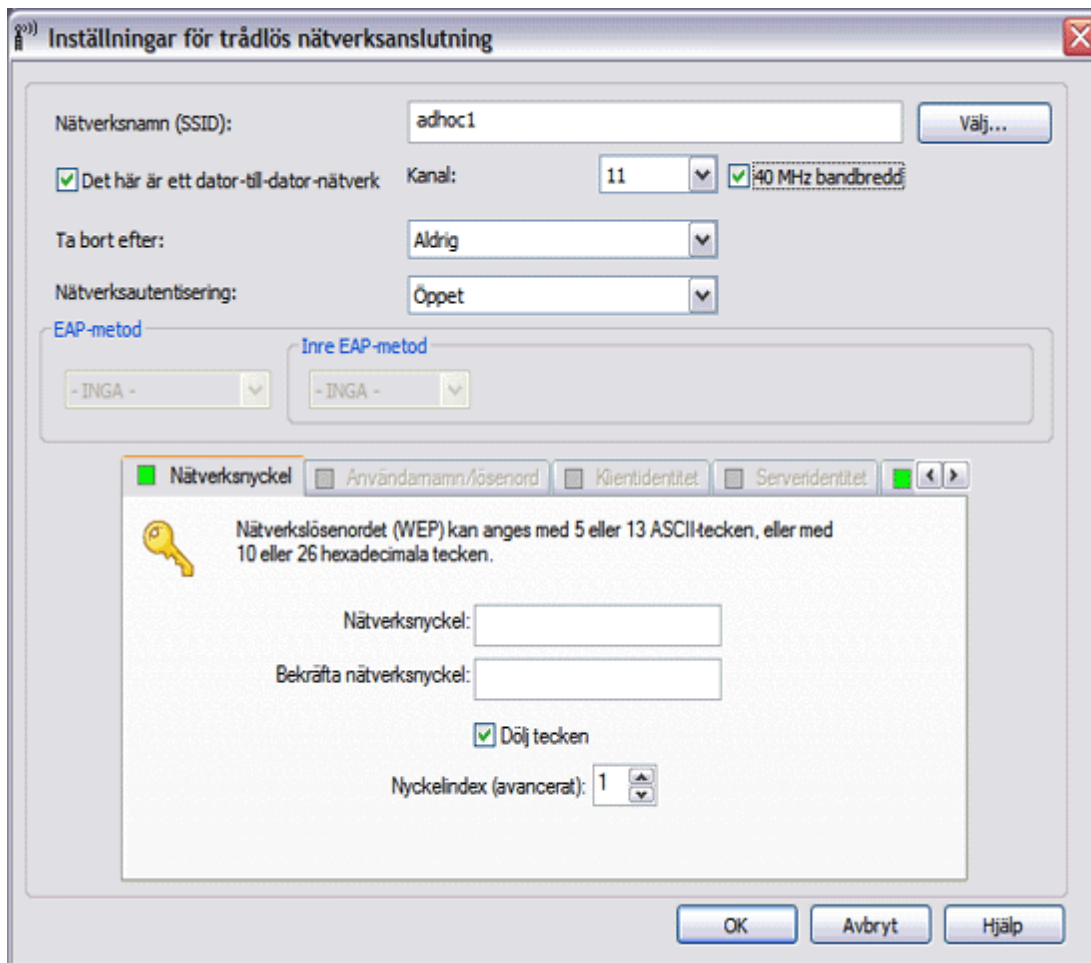 Inställningar för trådlös nätverksanslutning
Nätverksnamn (SSID):
adhoc1
Välj...
Det här är ett dator-till-dator-nätverk
Kanal:
11
40 MHz bandbredd
Ta bort efter:
Aldrig
Nätverksautentisering:
Öppet
EAP-metod
Inre EAP-metod
- INGA -
- INGA -
Nätverksnyckel
Användarnamn/lösenord
Klientidentitet
Serveridentitet
Nätverkslösenordet (WEP) kan anges med 5 eller 13 ASCII-tecken, eller med
10 eller 26 hexadecimala tecken.
Nätverksnyckel:
Bekräfta nätverksnyckel:
Dölj tecken
Nyckelindex (avancerat):
1
OK
Avbryt
Hjälp